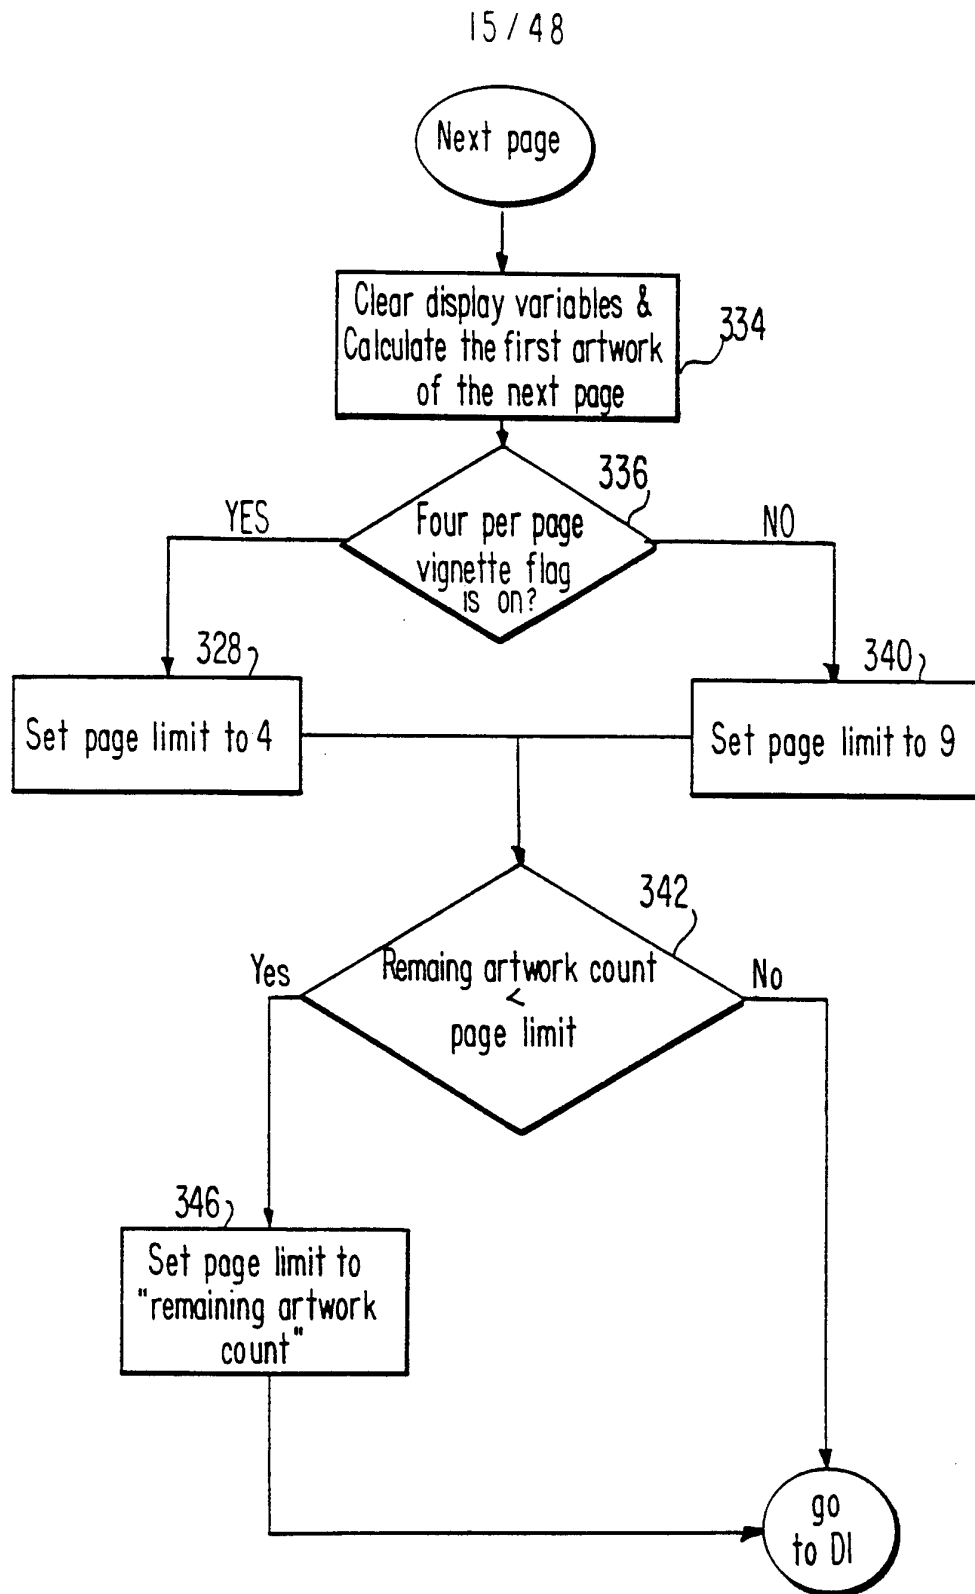 15/48
Next page
Clear display variables &
Calculate the first artwork
of the next page
334
336
Four per page
vignette flag
is on?
YES
NO
328
Set page limit to 4
340
Set page limit to 9
342
Remaing artwork count
<
page limit
Yes
No
346
Set page limit to
"remaining artwork
count"
go
to D1